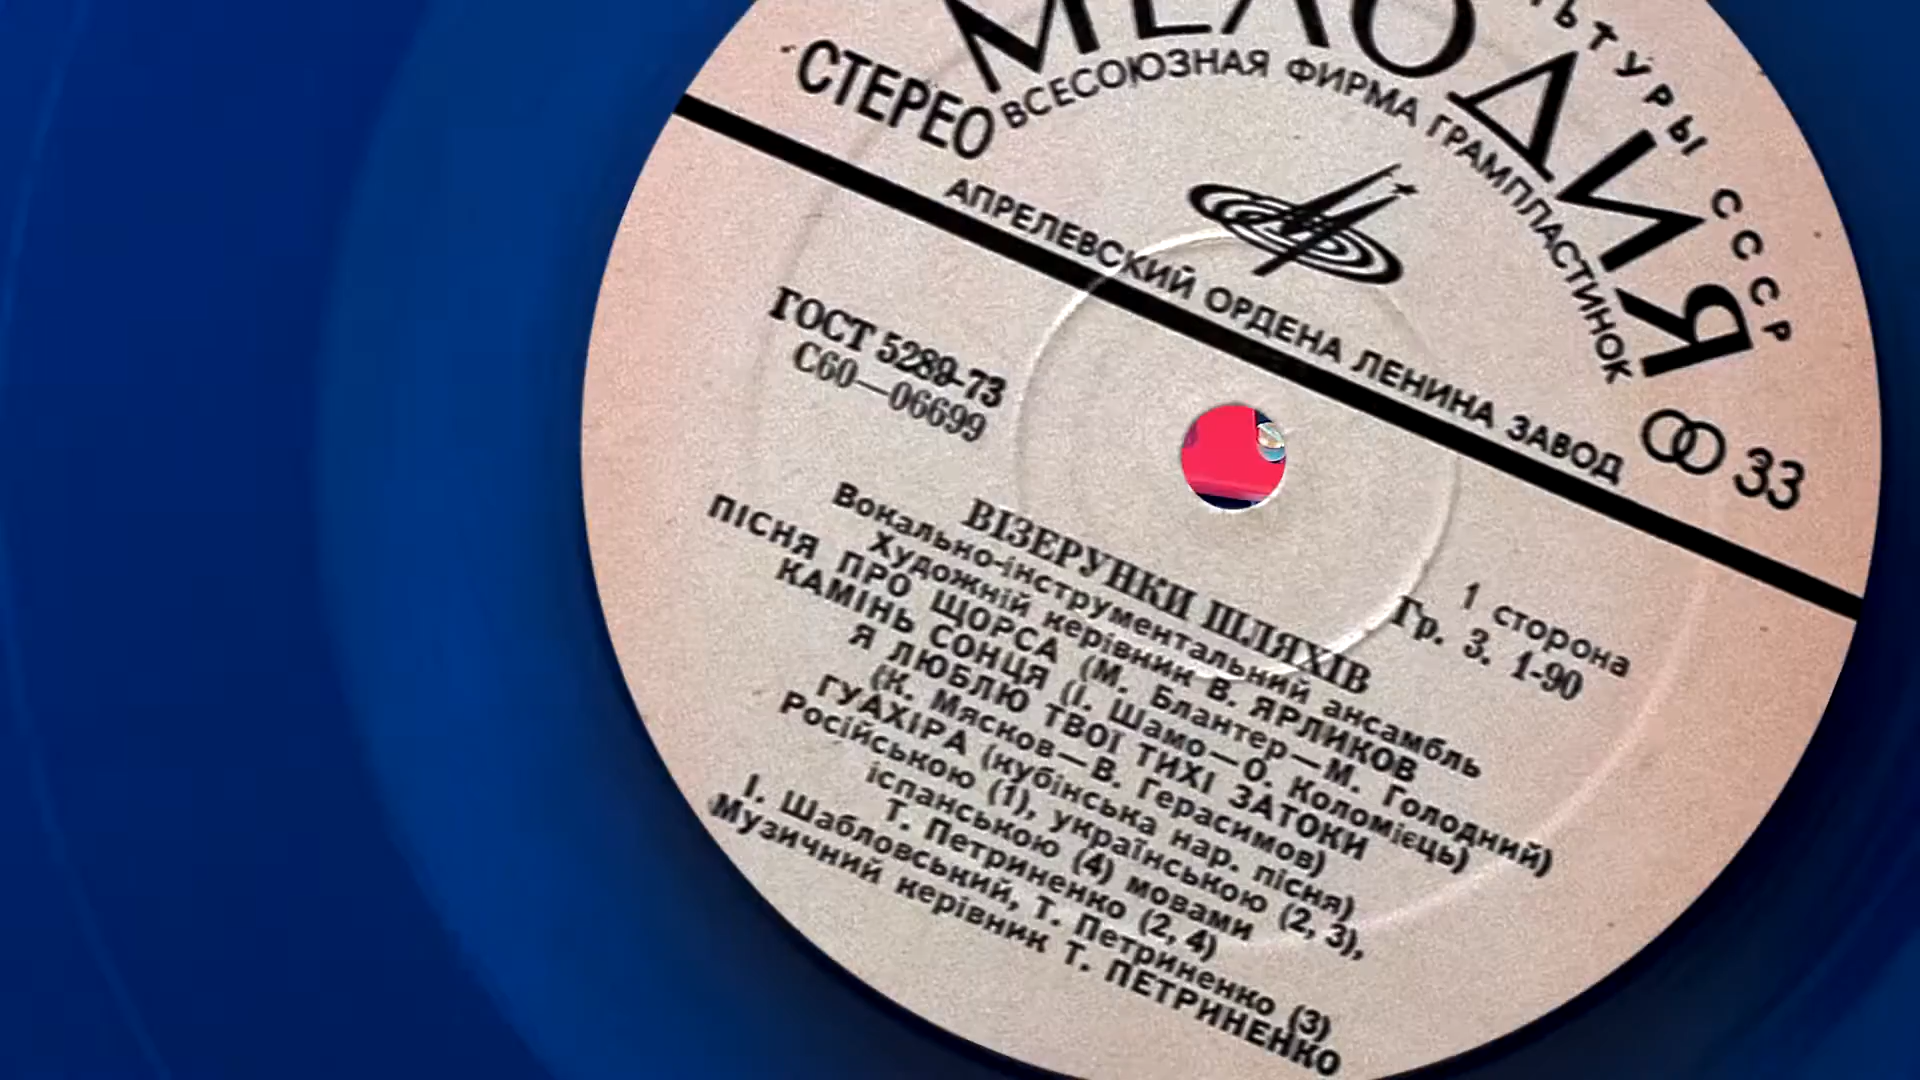 МЕЛОДИЯ
СССР
ВСЕСОЮЗНАЯ ФИРМА ГРАМПЛАСТИНОК
СТЕРЕО
АПРЕЛЕВСКИЙ ОРДЕНА ЛЕНИНА ЗАВОД
33
ГОСТ 5289-73
С60—06699
1 сторона
Гр. 3. 1-90
ВІЗЕРУНКИ ШЛЯХІВ
Вокально-інструментальний ансамбль
Художній керівник В. ЯРЛИКОВ
ПІСНЯ ПРО ЩОРСА (М. Блантер—М. Голодний)
КАМІНЬ СОНЦЯ (І. Шамо—О. Коломієць)
Я ЛЮБЛЮ ТВОЇ ТИХІ ЗАТОКИ
(К. Мясков—В. Герасимов)
ГУАХІРА (кубінська нар. пісня)
Російською (1), українською (2, 3),
іспанською (4) мовами
Т. Петриненко (2, 4)
І. Шабловський, Т. Петриненко (3)
Музичний керівник Т. ПЕТРИНЕНКО